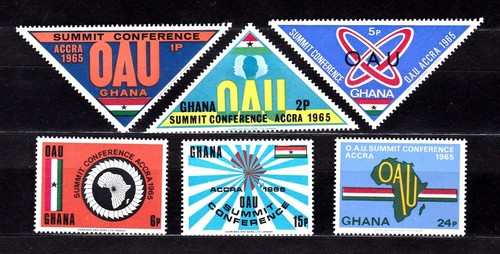 SUMMIT CONFERENCE
ACCRA 1965
1P
OAU
GHANA
GHANA
OAU
2P
SUMMIT CONFERENCE ACCRA 1965
5P
SUMMIT CONFERENCE
OAU
OAU ACCRA 1965
GHANA
OAU
SUMMIT CONFERENCE ACCRA 1965
GHANA
6P
GHANA
ACCRA 1965
OAU
SUMMIT
CONFERENCE
15P
O.A.U. SUMMIT CONFERENCE
ACCRA 1965
OAU
GHANA
24P